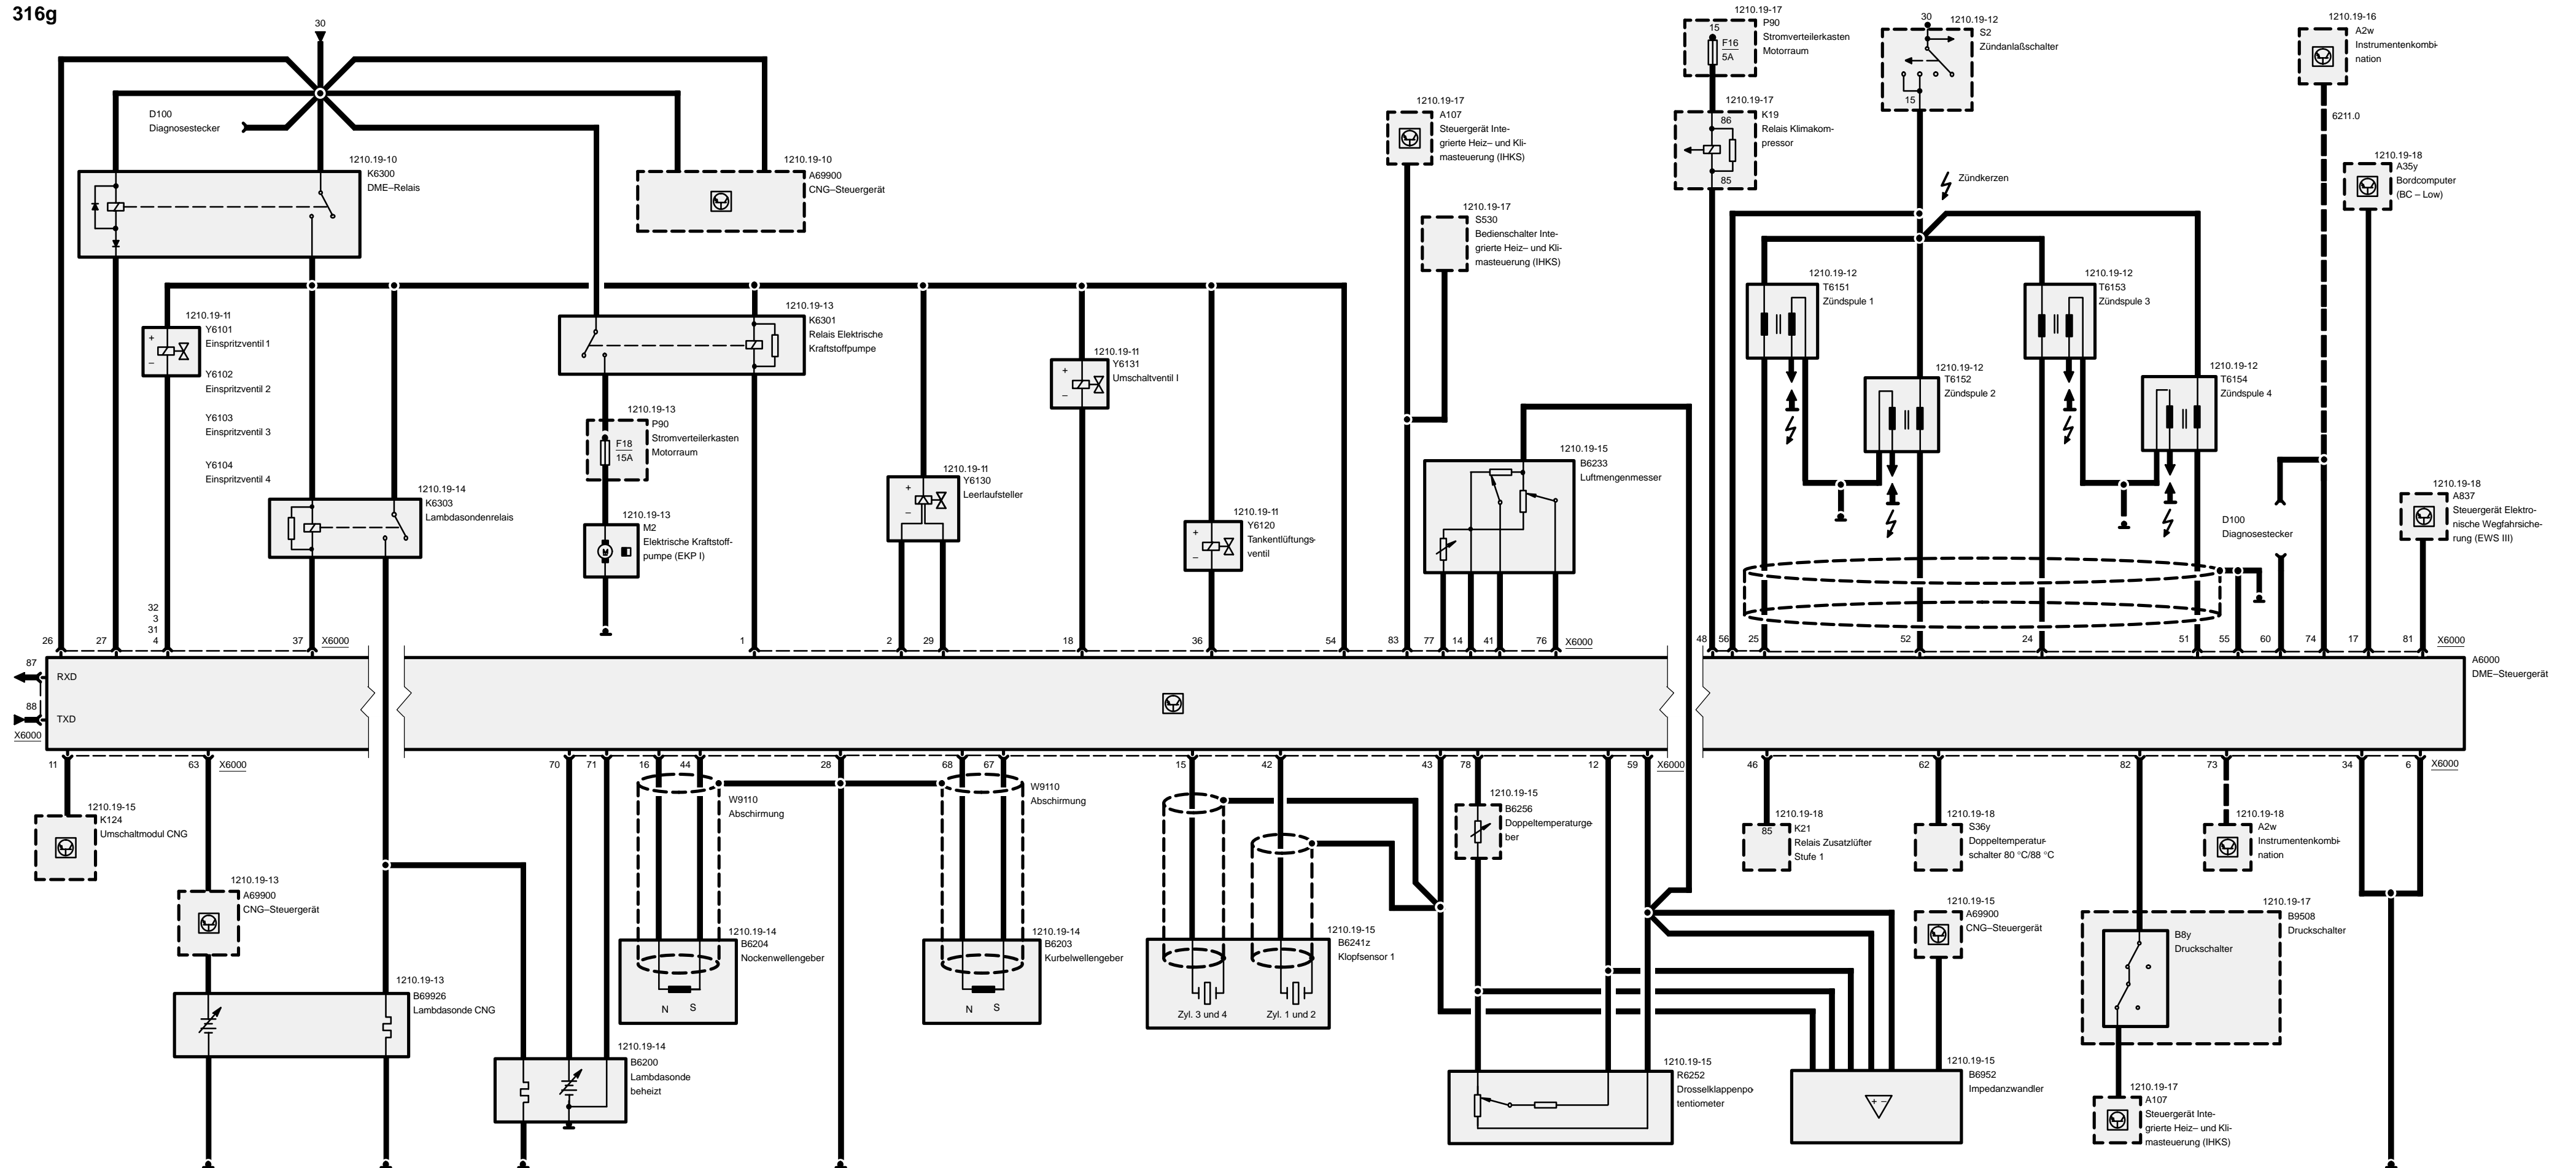 316g
30
D100
Diagnosestecker
1210.19-10
K6300
DME–Relais
1210.19-10
A69900
CNG–Steuergerät
1210.19-11
Y6101
Einspritzventil 1
Y6102
Einspritzventil 2
Y6103
Einspritzventil 3
Y6104
Einspritzventil 4
+
–
1210.19-14
K6303
Lambdasondenrelais
1210.19-13
K6301
Relais Elektrische
Kraftstoffpumpe
1210.19-13
P90
Stromverteilerkasten
Motorraum
F18
15A
1210.19-13
M2
Elektrische Kraftstoff-
pumpe (EKP I)
M
1210.19-11
Y6130
Leerlaufsteller
+
–
1210.19-11
Y6131
Umschaltventil I
+
–
1210.19-11
Y6120
Tankentlüftungs-
ventil
+
–
1210.19-17
A107
Steuergerät Inte-
grierte Heiz– und Kli-
masteuerung (IHKS)
1210.19-17
S530
Bedienschalter Inte-
grierte Heiz– und Kli-
masteuerung (IHKS)
1210.19-15
B6233
Luftmengenmesser
1210.19-17
P90
Stromverteilerkasten
Motorraum
15
F16
5A
1210.19-17
K19
Relais Klimakom-
pressor
86
85
30
1210.19-12
S2
Zündanlaßschalter
15
Zündkerzen
1210.19-12
T6151
Zündspule 1
1210.19-12
T6152
Zündspule 2
1210.19-12
T6153
Zündspule 3
1210.19-12
T6154
Zündspule 4
1210.19-16
A2w
Instrumentenkombi-
nation
6211.0
1210.19-18
A35y
Bordcomputer
(BC – Low)
D100
Diagnosestecker
1210.19-18
A837
Steuergerät Elektro-
nische Wegfahrsiche-
rung (EWS III)
26
27
32
3
31
4
37
X6000
1
2
29
18
36
54
83
77
14
41
76
X6000
48
56
25
52
24
51
55
60
74
17
81
X6000
87
RXD
88
TXD
X6000
A6000
DME–Steuergerät
11
63
X6000
70
71
16
44
28
68
67
15
42
43
78
12
59
X6000
46
62
82
73
34
6
X6000
1210.19-15
K124
Umschaltmodul CNG
1210.19-13
A69900
CNG–Steuergerät
1210.19-13
B69926
Lambdasonde CNG
1210.19-14
B6200
Lambdasonde
beheizt
W9110
Abschirmung
1210.19-14
B6204
Nockenwellengeber
N
S
W9110
Abschirmung
1210.19-14
B6203
Kurbelwellengeber
N
S
1210.19-15
B6241z
Klopfsensor 1
Zyl. 3 und 4
Zyl. 1 und 2
1210.19-15
B6256
Doppeltemperaturge-
ber
1210.19-15
R6252
Drosselklappenpo-
tentiometer
1210.19-18
85
K21
Relais Zusatzlüfter
Stufe 1
1210.19-18
S36y
Doppeltemperatur-
schalter 80 °C/88 °C
1210.19-15
A69900
CNG–Steuergerät
1210.19-15
B6952
Impedanzwandler
+ –
1210.19-18
A2w
Instrumentenkombi-
nation
1210.19-17
B9508
Druckschalter
B8y
Druckschalter
1210.19-17
A107
Steuergerät Inte-
grierte Heiz– und Kli-
masteuerung (IHKS)